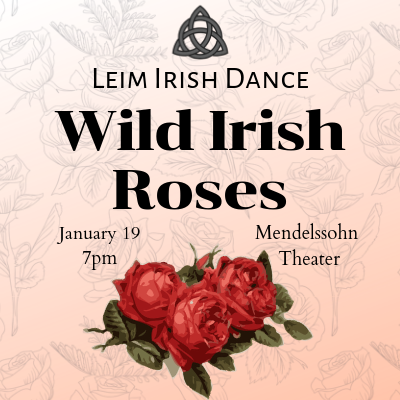 Leim Irish Dance
Wild Irish
Roses
January 19
7pm
Mendelssohn
Theater